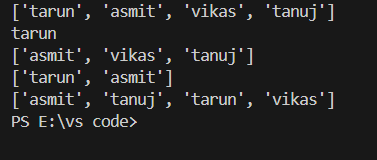 ['tarun', 'asmit', 'vikas', 'tanuj']
tarun
['asmit', 'vikas', 'tanuj']
['tarun', 'asmit']
['asmit', 'tanuj', 'tarun', 'vikas']
PS E:\vs code>